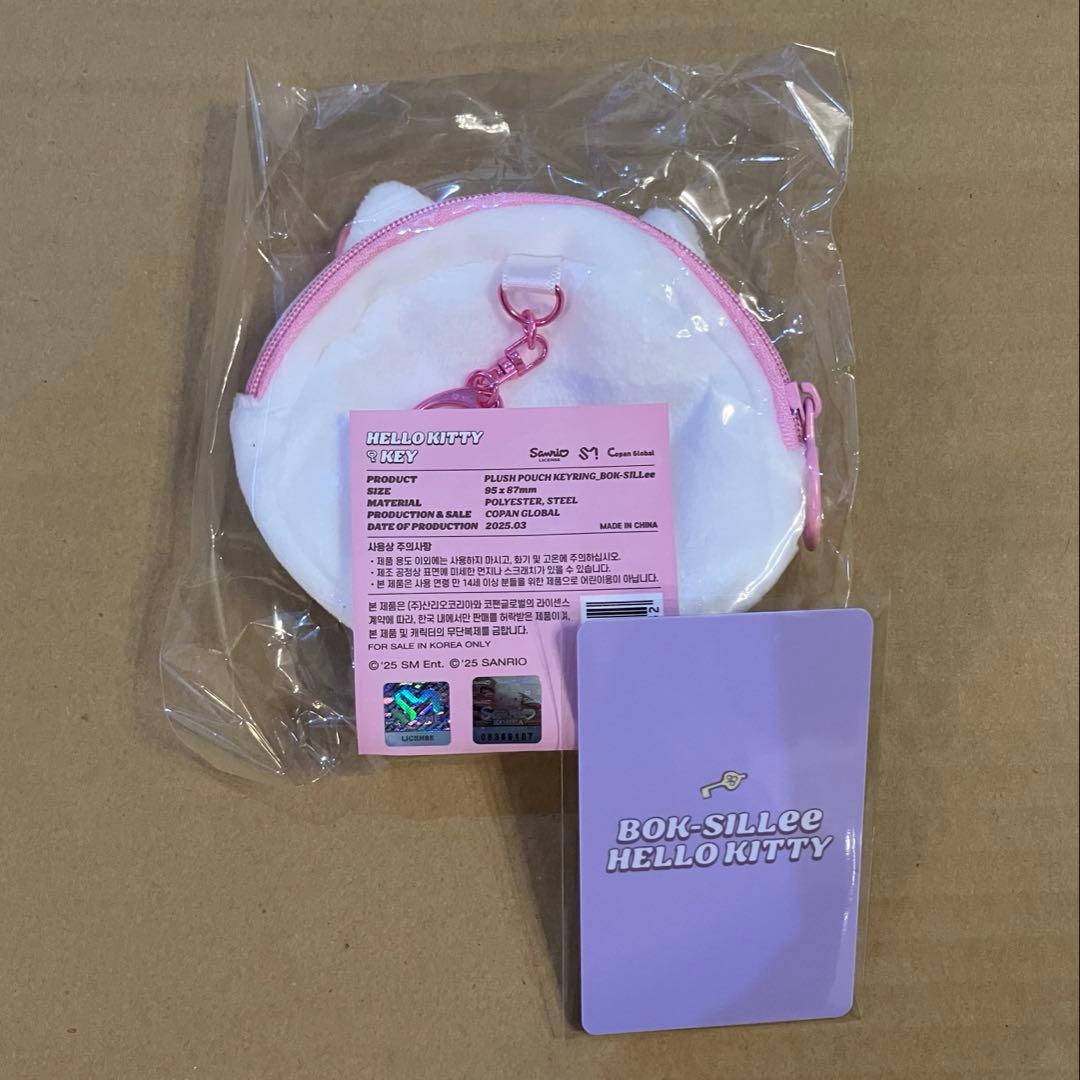 HELLO KITTY
KEY
Sanrio
LICENSE
SM
Copan Global
PRODUCT PLUSH POUCH KEYRING_BOK-SILLee
SIZE 95 x 87mm
MATERIAL POLYESTER, STEEL
PRODUCTION & SALE COPAN GLOBAL
DATE OF PRODUCTION 2025.03 MADE IN CHINA
사용상 주의사항
• 제품 용도 이외에는 사용하지 마시고, 화기 및 고온에 주의하십시오.
• 제조 공정상 표면에 미세한 먼지나 스크래치가 있을 수 있습니다.
• 본 제품은 사용 연령 만 14세 이상 분들을 위한 제품으로 어린이용이 아닙니다.
본 제품은 (주)산리오코리아와 코팬글로벌의 라이센스
계약에 따라, 한국 내에서만 판매를 허락받은 제품이며,
본 제품 및 캐릭터의 무단복제를 금합니다.
FOR SALE IN KOREA ONLY
©'25 SM Ent. ©'25 SANRIO
SM
LICENSE
BOK-SILLee
HELLO KITTY